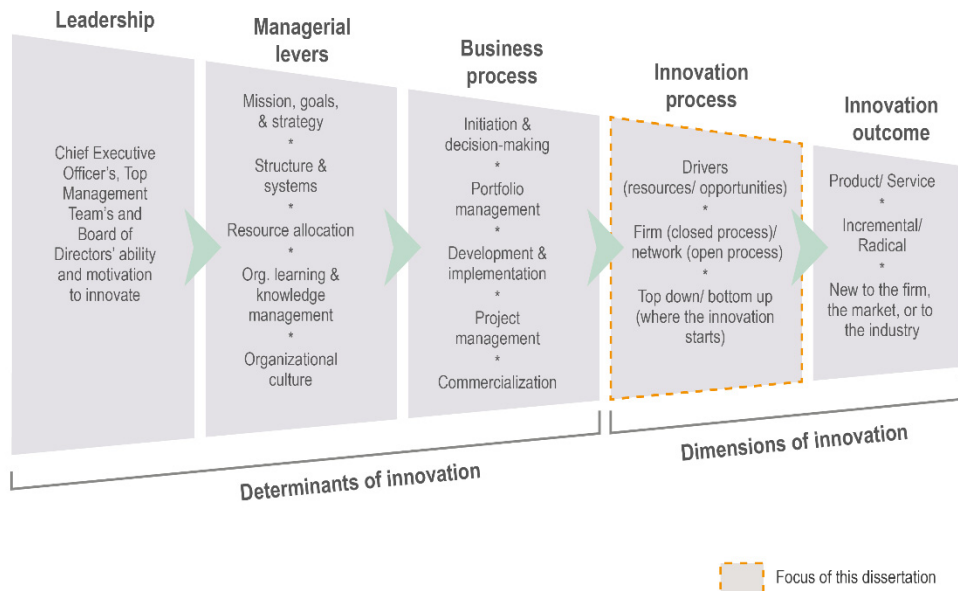 Leadership
Chief Executive
Officer's, Top
Management
Team's and
Board of
Directors' ability
and motivation
to innovate
Managerial
levers
Mission, goals,
& strategy
*
Structure &
systems
*
Resource allocation
*
Org. learning &
knowledge
management
*
Organizational
culture
Business
process
Initiation &
decision-making
*
Portfolio
management
*
Development &
implementation
*
Project
management
*
Commercialization
Innovation
process
Drivers
(resources/ opportunities)
*
Firm (closed process)/
network (open process)
*
Top down/ bottom up
(where the innovation
starts)
Innovation
outcome
Product/ Service
*
Incremental/
Radical
*
New to the firm,
the market, or to
the industry
Determinants of innovation
Dimensions of innovation
Focus of this dissertation